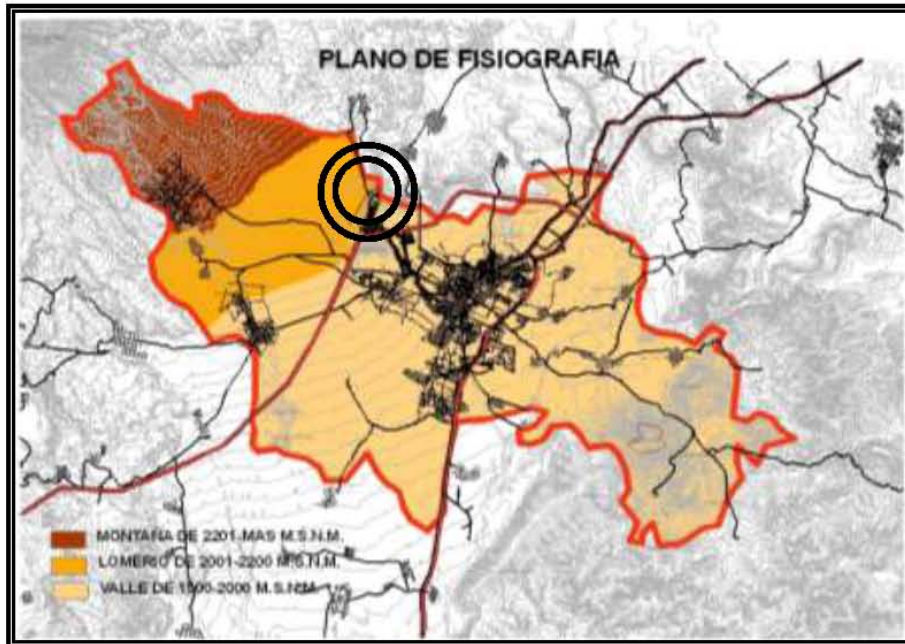 PLANO DE FISIOGRAFIA
MONTAÑA DE 2201-MAS M.S.N.M.
LOMERIO DE 2001-2200 M.S.N.M.
VALLE DE 1500-2000 M.S.N.M.